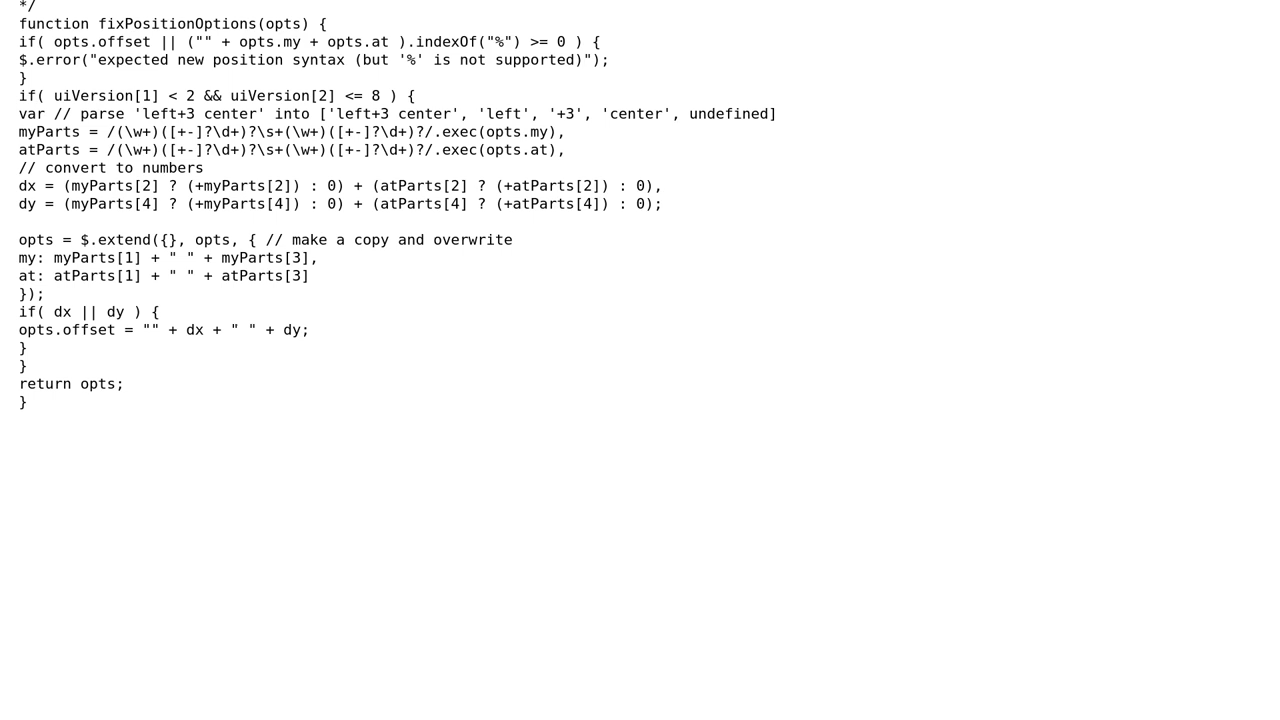 */
function fixPositionOptions(opts) {
if( opts.offset || ("" + opts.my + opts.at ).indexOf("%") >= 0 ) {
$.error("expected new position syntax (but '%' is not supported)");
}
if( uiVersion[1] < 2 && uiVersion[2] <= 8 ) {
var // parse 'left+3 center' into ['left+3 center', 'left', '+3', 'center', undefined]
myParts = /(\w+)([+-]?\d+)?\s+(\w+)([+-]?\d+)?/.exec(opts.my),
atParts = /(\w+)([+-]?\d+)?\s+(\w+)([+-]?\d+)?/.exec(opts.at),
// convert to numbers
dx = (myParts[2] ? (+myParts[2]) : 0) + (atParts[2] ? (+atParts[2]) : 0),
dy = (myParts[4] ? (+myParts[4]) : 0) + (atParts[4] ? (+atParts[4]) : 0);

opts = $.extend({}, opts, { // make a copy and overwrite
my: myParts[1] + " " + myParts[3],
at: atParts[1] + " " + atParts[3]
});
if( dx || dy ) {
opts.offset = "" + dx + " " + dy;
}
}
return opts;
}